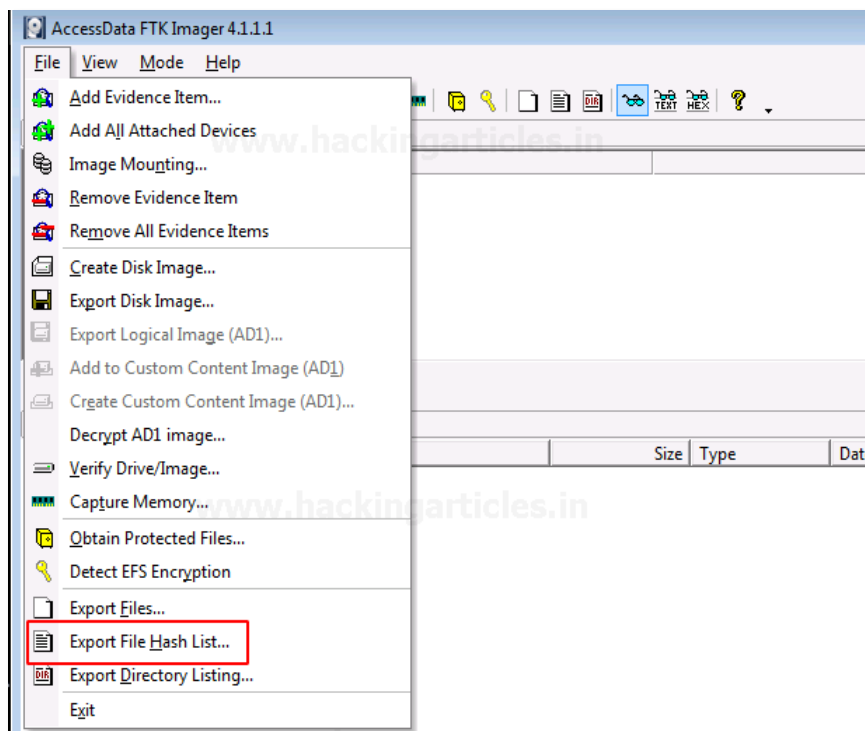 AccessData FTK Imager 4.1.1.1
File View Mode Help
Add Evidence Item...
TEXT HEX
Add All Attached Devices
www.hackingarticles.in
Image Mounting...
Remove Evidence Item
Remove All Evidence Items
Create Disk Image...
Export Disk Image...
Export Logical Image (AD1)...
Add to Custom Content Image (AD1)
Create Custom Content Image (AD1)...
Decrypt AD1 image...
Size Type Dat
Verify Drive/Image...
Capture Memory...
www.hackingarticles.in
Obtain Protected Files...
Detect EFS Encryption
Export Files...
Export File Hash List...
DIR Export Directory Listing...
Exit